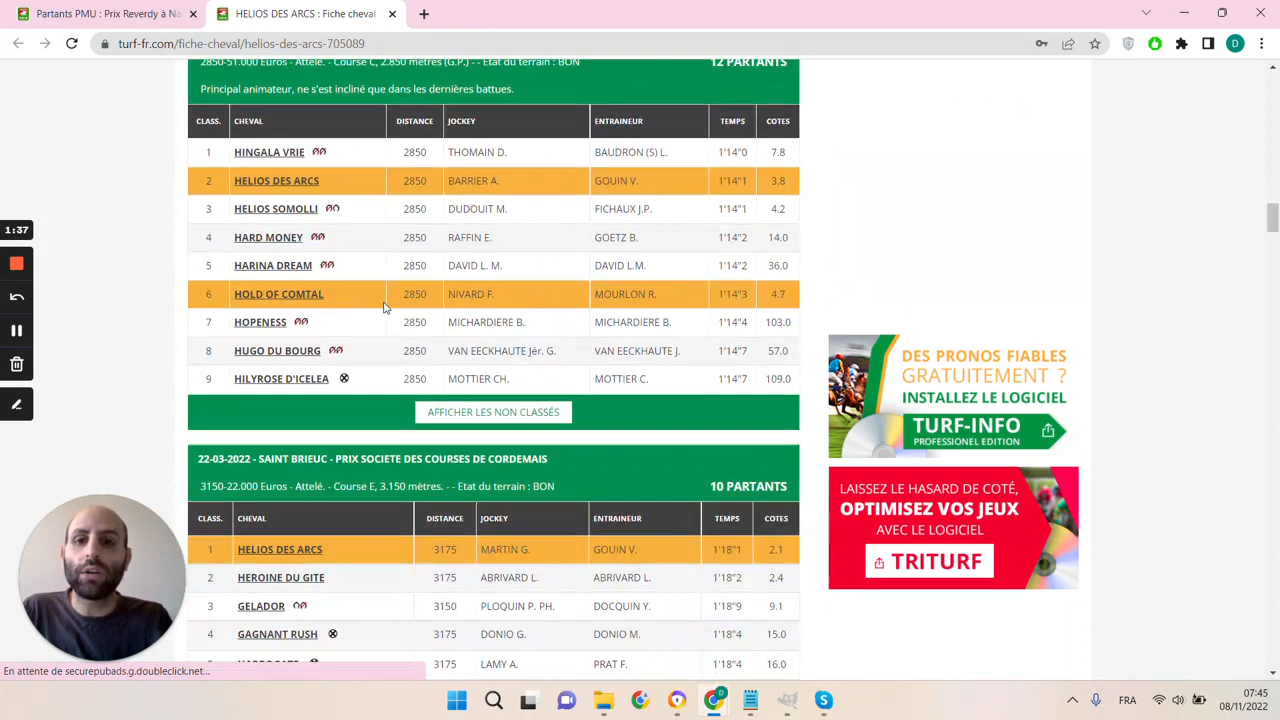 Partants PMU : Prix Reverdy à Na
HELIOS DES ARCS : Fiche cheval
turf-fr.com/fiche-cheval/helios-des-arcs-705089
D
2850-51.000 Euros - Attelé. - Course C, 2.850 mètres (G.P.) - - Etat du terrain : BON 12 PARTANTS
Principal animateur, ne s'est incliné que dans les dernières battues.
CLASS. CHEVAL DISTANCE JOCKEY ENTRAINEUR TEMPS COTES
1 HINGALA VRIE 2850 THOMAIN D. BAUDRON (S) L. 1'14"0 7.8
2 HELIOS DES ARCS 2850 BARRIER A. GOUIN V. 1'14"1 3.8
3 HELIOS SOMOLLI 2850 DUDOUIT M. FICHAUX J.P. 1'14"1 4.2
4 HARD MONEY 2850 RAFFIN E. GOETZ B. 1'14"2 14.0
5 HARINA DREAM 2850 DAVID L. M. DAVID L.M. 1'14"2 36.0
6 HOLD OF COMTAL 2850 NIVARD F. MOURLON R. 1'14"3 4.7
7 HOPENESS 2850 MICHARDIERE B. MICHARDIERE B. 1'14"4 103.0
8 HUGO DU BOURG 2850 VAN EECKHAUTE Jér. G. VAN EECKHAUTE J. 1'14"7 57.0
9 HILYROSE D'ICELEA 2850 MOTTIER CH. MOTTIER C. 1'14"7 109.0
AFFICHER LES NON CLASSÉS
22-03-2022 - SAINT BRIEUC - PRIX SOCIETE DES COURSES DE CORDEMAIS
3150-22.000 Euros - Attelé. - Course E, 3.150 mètres. - - Etat du terrain : BON 10 PARTANTS
CLASS. CHEVAL DISTANCE JOCKEY ENTRAINEUR TEMPS COTES
1 HELIOS DES ARCS 3175 MARTIN G. GOUIN V. 1'18"1 2.1
2 HEROINE DU GITE 3175 ABRIVARD L. ABRIVARD L. 1'18"2 2.4
3 GELADOR 3150 PLOQUIN P. PH. DOCQUIN Y. 1'18"9 9.1
4 GAGNANT RUSH 3175 DONIO G. DONIO M. 1'18"4 15.0
3175 LAMY A. PRAT F. 1'18"4 16.0
1:37
DES PRONOS FIABLES
GRATUITEMENT ?
INSTALLEZ LE LOGICIEL
TURF-INFO
PROFESSIONEL EDITION
LAISSEZ LE HASARD DE COTÉ,
OPTIMISEZ VOS JEUX
AVEC LE LOGICIEL
TRITURF
En attente de securepubads.g.doubleclick.net...
FRA
07:45
08/11/2022